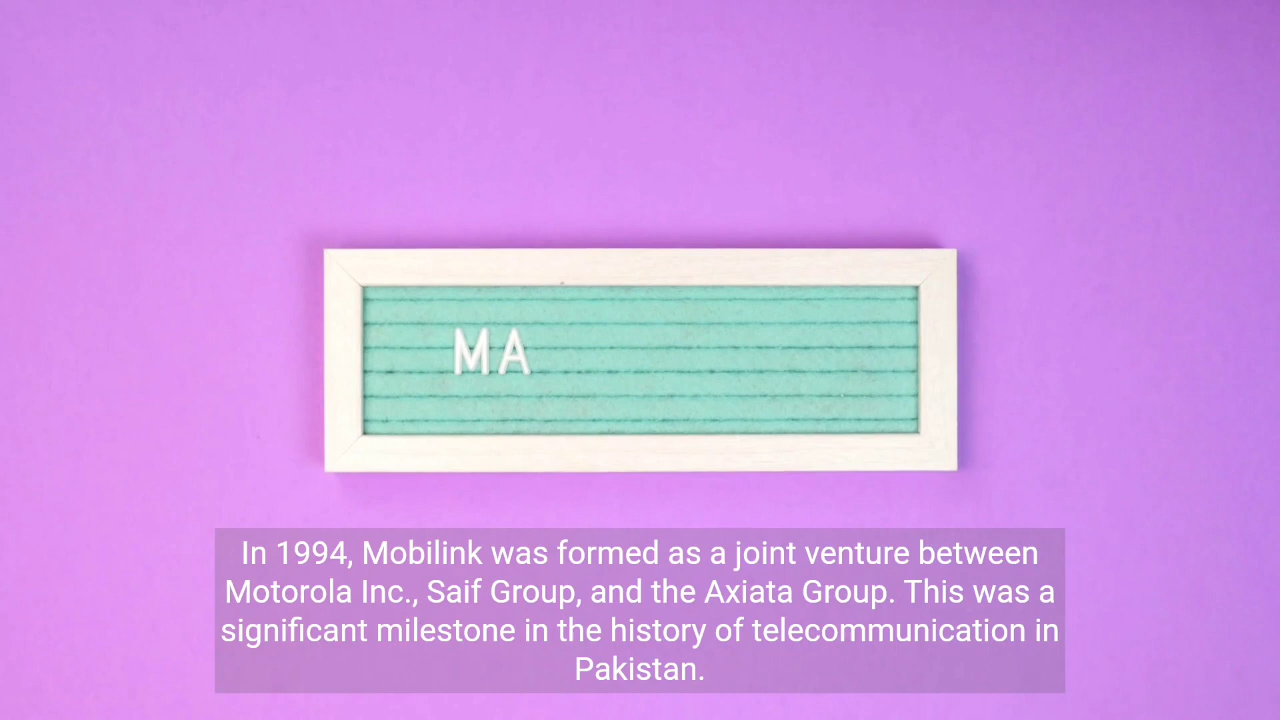 MA
In 1994, Mobilink was formed as a joint venture between
Motorola Inc., Saif Group, and the Axiata Group. This was a
significant milestone in the history of telecommunication in
Pakistan.